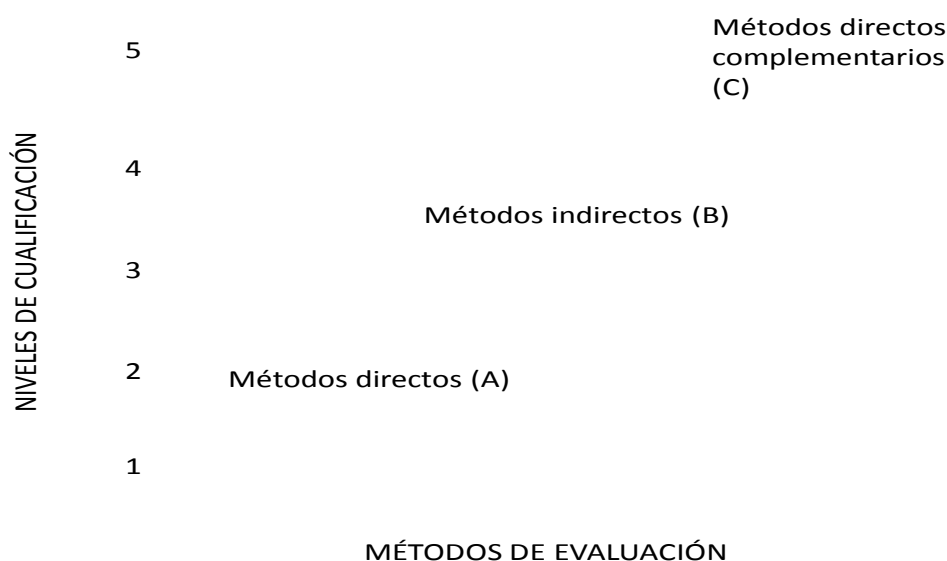 Métodos directos
complementarios
(C)
5
NIVELES DE CUALIFICACIÓN
4
Métodos indirectos (B)
3
2
Métodos directos (A)
1
MÉTODOS DE EVALUACIÓN